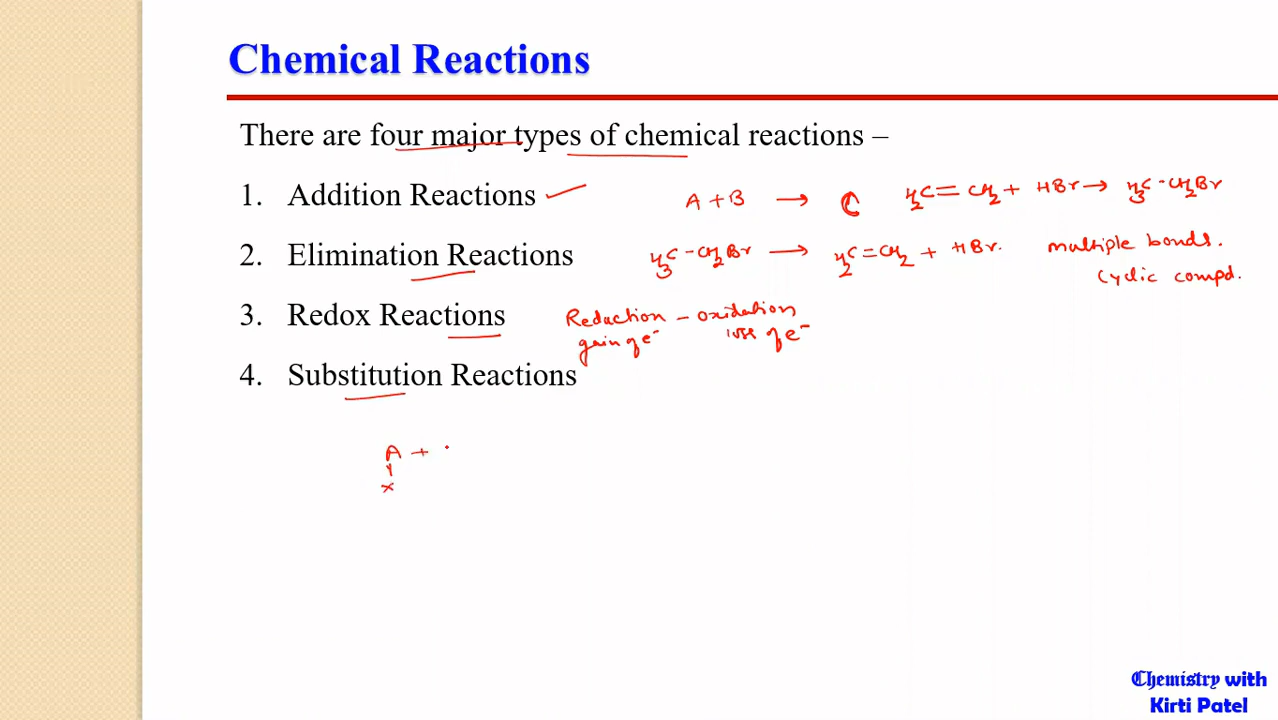 Chemical Reactions
There are four major types of chemical reactions –
1. Addition Reactions A + B → C H2C = CH2 + HBr → H3C - CH2Br
2. Elimination Reactions H3C - CH2Br → H2C = CH2 + HBr. multiple bonds.
cyclic compd.
3. Redox Reactions Reduction – oxidation
gain of e⁻ loss of e⁻
4. Substitution Reactions
A +
x
Chemistry with
Kirti Patel